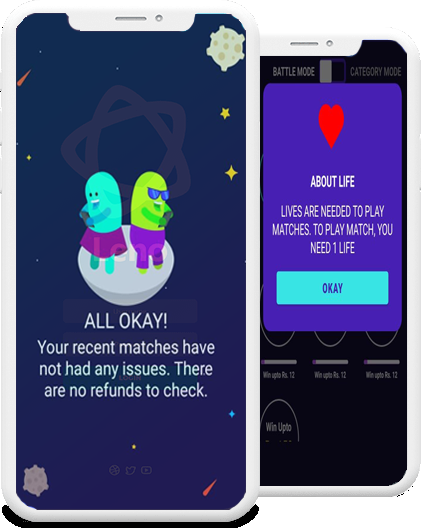 ALL OKAY!
Your recent matches have
not had any issues. There
are no refunds to check.
BATTLE MODE
CATEGORY MODE
ABOUT LIFE
LIVES ARE NEEDED TO PLAY
MATCHES. TO PLAY MATCH, YOU
NEED 1 LIFE
OKAY
Win upto Rs. 12
Win upto Rs. 12
Win upto Rs. 12
Win Upto